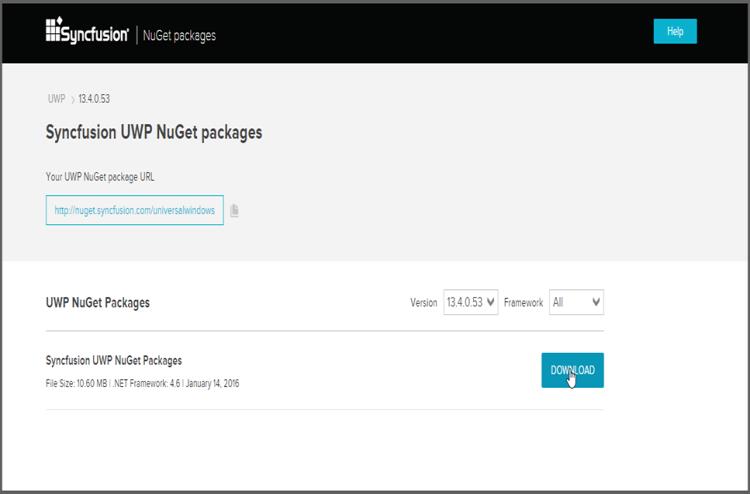 Syncfusion NuGet packages Help
UWP > 13.4.0.53
Syncfusion UWP NuGet packages
Your UWP NuGet package URL
http://nuget.syncfusion.com/universalwindows
UWP NuGet Packages Version 13.4.0.53 Framework All
Syncfusion UWP NuGet Packages
File Size: 10.60 MB | .NET Framework: 4.6 | January 14, 2016
DOWNLOAD